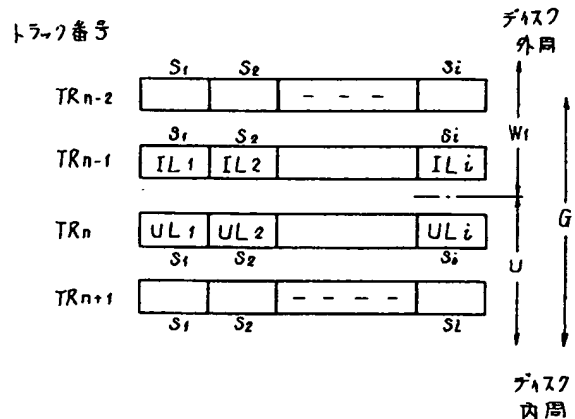 トラック番号
ディスク
外周
S1 S2 Si
TRn-2
W1
S1 S2 Si
TRn-1 IL1 IL2 ILi
G
TRn UL1 UL2 ULi
S1 S2 Si
U
TRn+1
S1 S2 Si
ディスク
内周